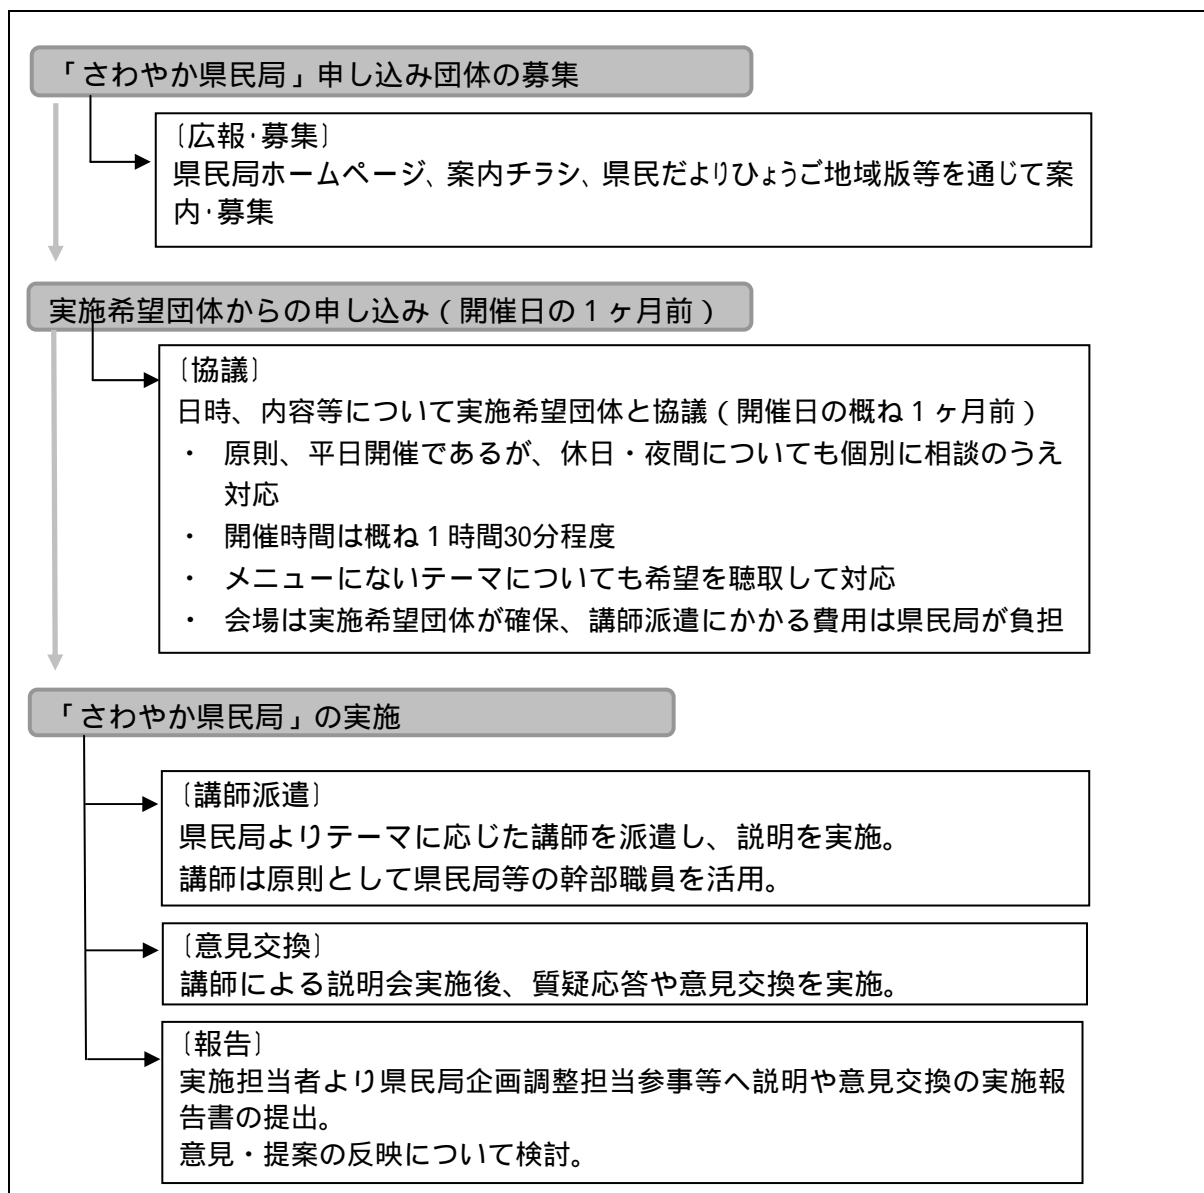 「さわやか県民局」申し込み団体の募集
〔広報・募集〕
県民局ホームページ、案内チラシ、県民だよりひょうご地域版等を通じて案
内・募集
実施希望団体からの申し込み（開催日の１ヶ月前）
〔協議〕
日時、内容等について実施希望団体と協議（開催日の概ね１ヶ月前）
・ 原則、平日開催であるが、休日・夜間についても個別に相談のうえ
対応
・ 開催時間は概ね１時間30分程度
・ メニューにないテーマについても希望を聴取して対応
・ 会場は実施希望団体が確保、講師派遣にかかる費用は県民局が負担
「さわやか県民局」の実施
〔講師派遣〕
県民局よりテーマに応じた講師を派遣し、説明を実施。
講師は原則として県民局等の幹部職員を活用。
〔意見交換〕
講師による説明会実施後、質疑応答や意見交換を実施。
〔報告〕
実施担当者より県民局企画調整担当参事等へ説明や意見交換の実施報
告書の提出。
意見・提案の反映について検討。